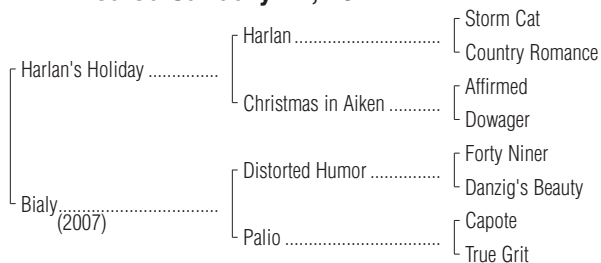 Storm Cat
Harlan
Country Romance
Harlan's Holiday
Affirmed
Christmas in Aiken
Dowager
Forty Niner
Distorted Humor
Danzig's Beauty
Bialy
(2007)
Capote
Palio
True Grit